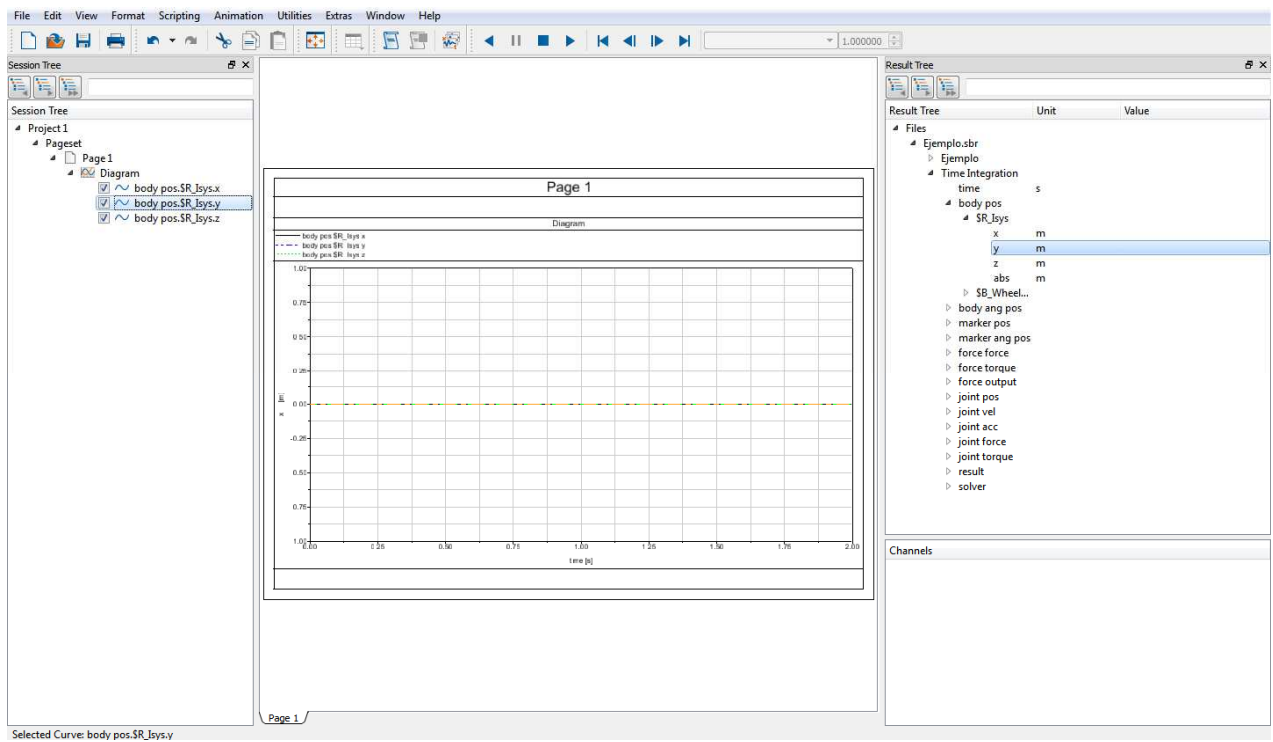 File Edit View Format Scripting Animation Utilities Extras Window Help
1.000000
Session Tree
Session Tree
Project 1
Pageset
Page 1
Diagram
body pos.$R_Isys.x
body pos.$R_Isys.y
body pos.$R_Isys.z
Page 1
Diagram
body pos $R_Isys x
body pos $R Isys y
body pos $R Isys z
1.00
0.75
0.50
0.25
0.00
-0.25
0.50
0.75
1.00
x [m]
0.00 0.25 0.50 0.75 1.00 1.25 1.50 1.75 2.00
time [s]
Page 1
Result Tree
Result Tree Unit Value
Files
Ejemplo.sbr
Ejemplo
Time Integration
time s
body pos
$R_Isys
x m
y m
z m
abs m
$B_Wheel...
body ang pos
marker pos
marker ang pos
force force
force torque
force output
joint pos
joint vel
joint acc
joint force
joint torque
result
solver
Channels
Selected Curve: body pos.$R_Isys.y